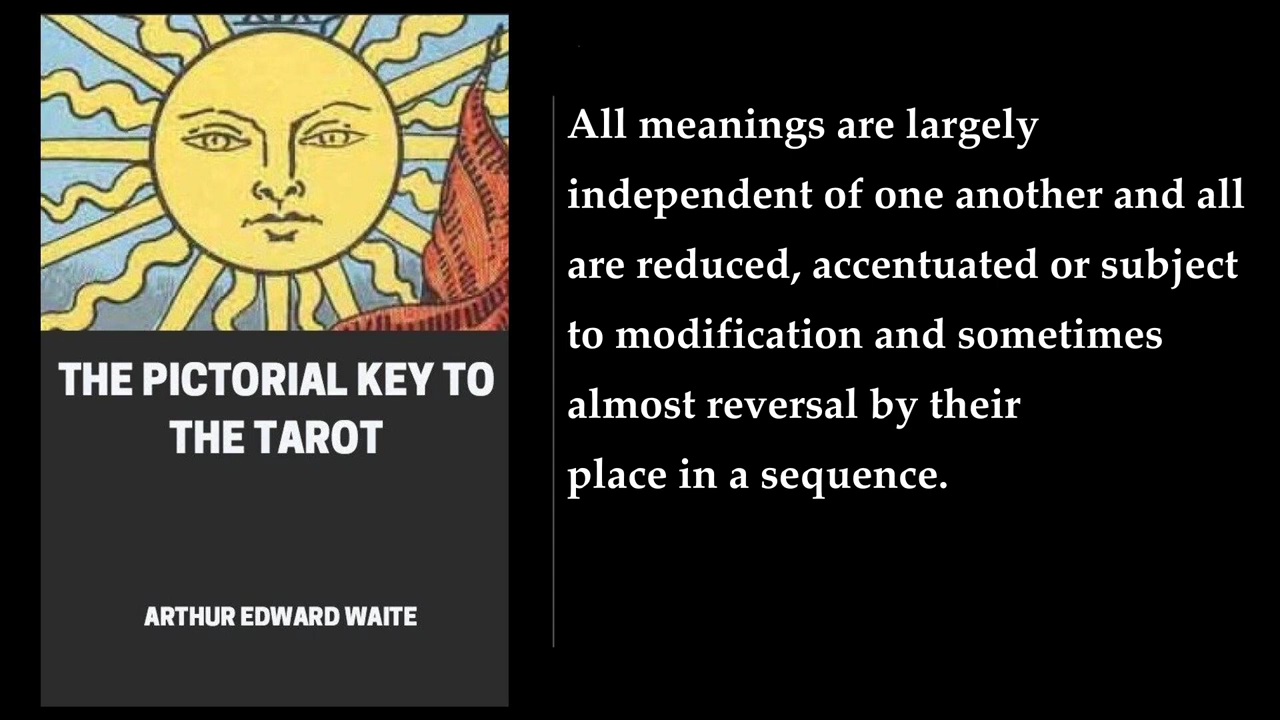 XIX
THE PICTORIAL KEY TO
THE TAROT
ARTHUR EDWARD WAITE
All meanings are largely
independent of one another and all
are reduced, accentuated or subject
to modification and sometimes
almost reversal by their
place in a sequence.